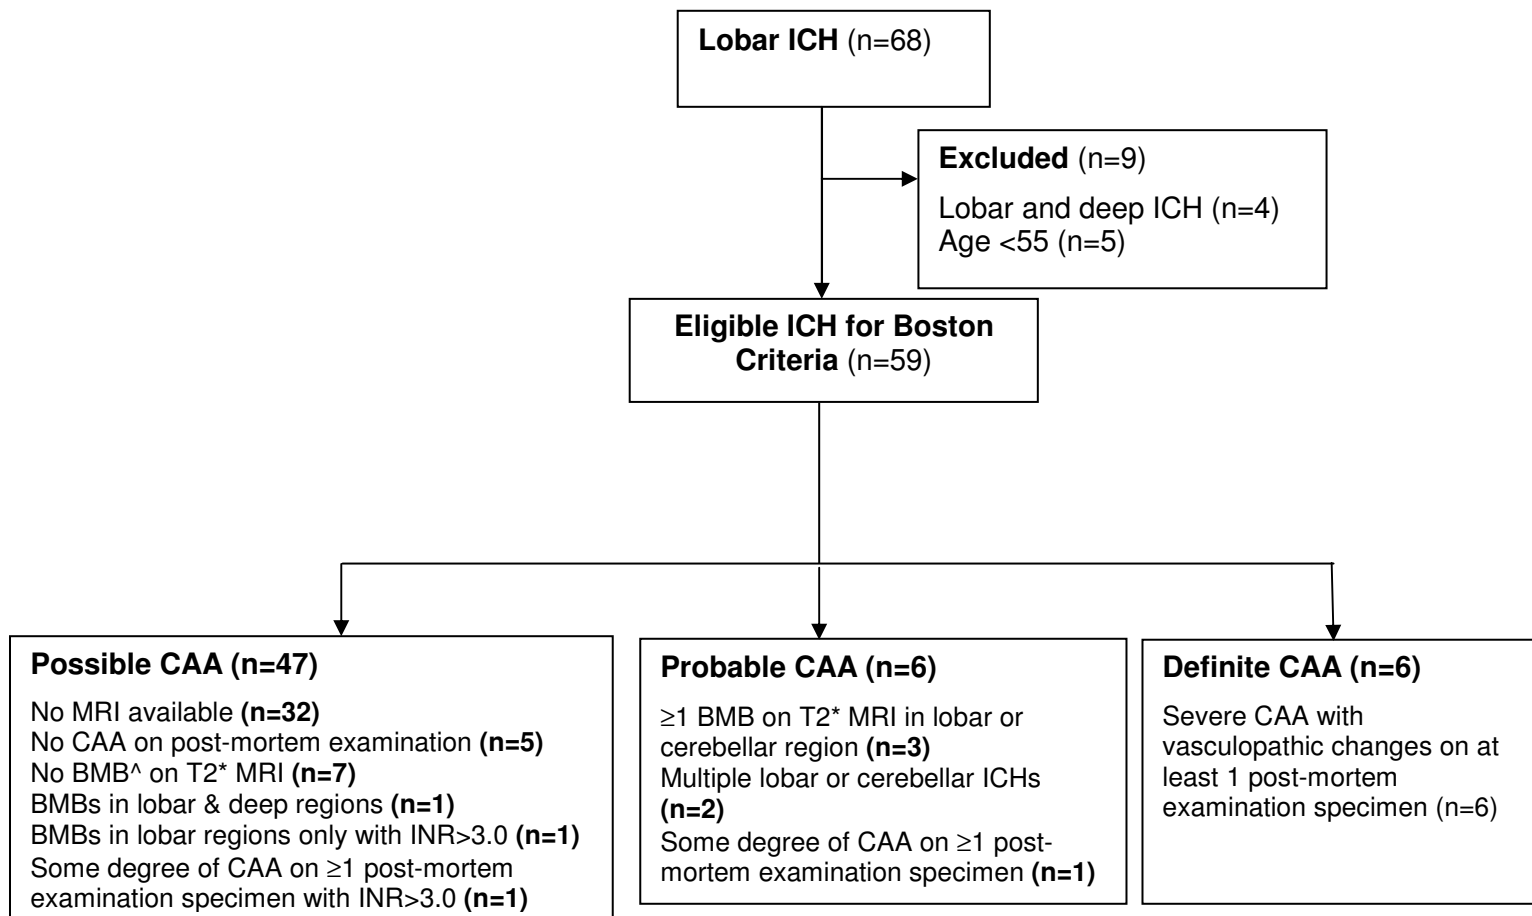 Lobar ICH (n=68)
Excluded (n=9)
Lobar and deep ICH (n=4)
Age <55 (n=5)
Eligible ICH for Boston
Criteria (n=59)
Possible CAA (n=47)
No MRI available (n=32)
No CAA on post-mortem examination (n=5)
No BMB^ on T2* MRI (n=7)
BMBs in lobar & deep regions (n=1)
BMBs in lobar regions only with INR>3.0 (n=1)
Some degree of CAA on ≥1 post-mortem
examination specimen with INR>3.0 (n=1)
Probable CAA (n=6)
≥1 BMB on T2* MRI in lobar or
cerebellar region (n=3)
Multiple lobar or cerebellar ICHs
(n=2)
Some degree of CAA on ≥1 post-
mortem examination specimen (n=1)
Definite CAA (n=6)
Severe CAA with
vasculopathic changes on at
least 1 post-mortem
examination specimen (n=6)